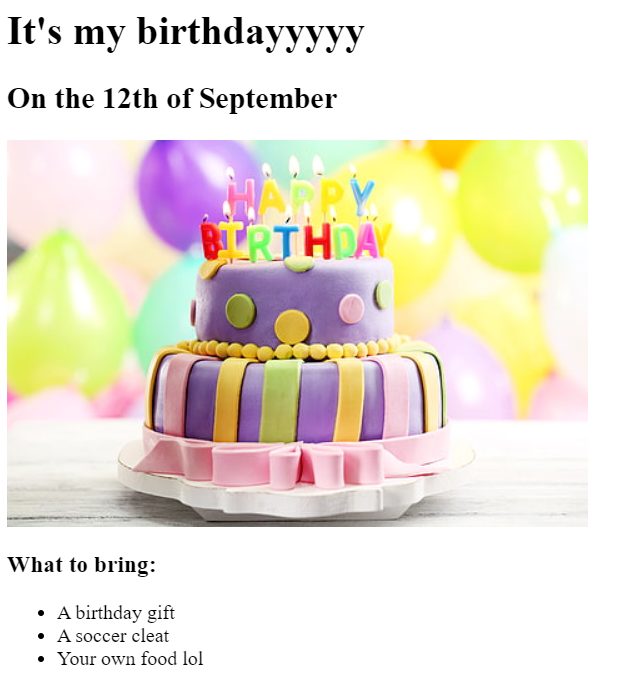 It's my birthdayyyyy
On the 12th of September
HAPPY
BIRTHDAY
What to bring:
A birthday gift
A soccer cleat
Your own food lol